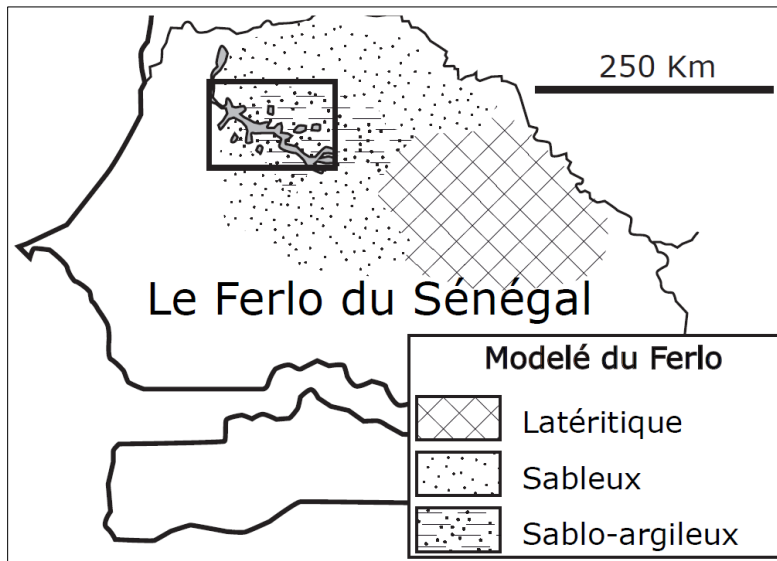 250 Km
Le Ferlo du Sénégal
Modelé du Ferlo
Latéritique
Sableux
Sablo-argileux